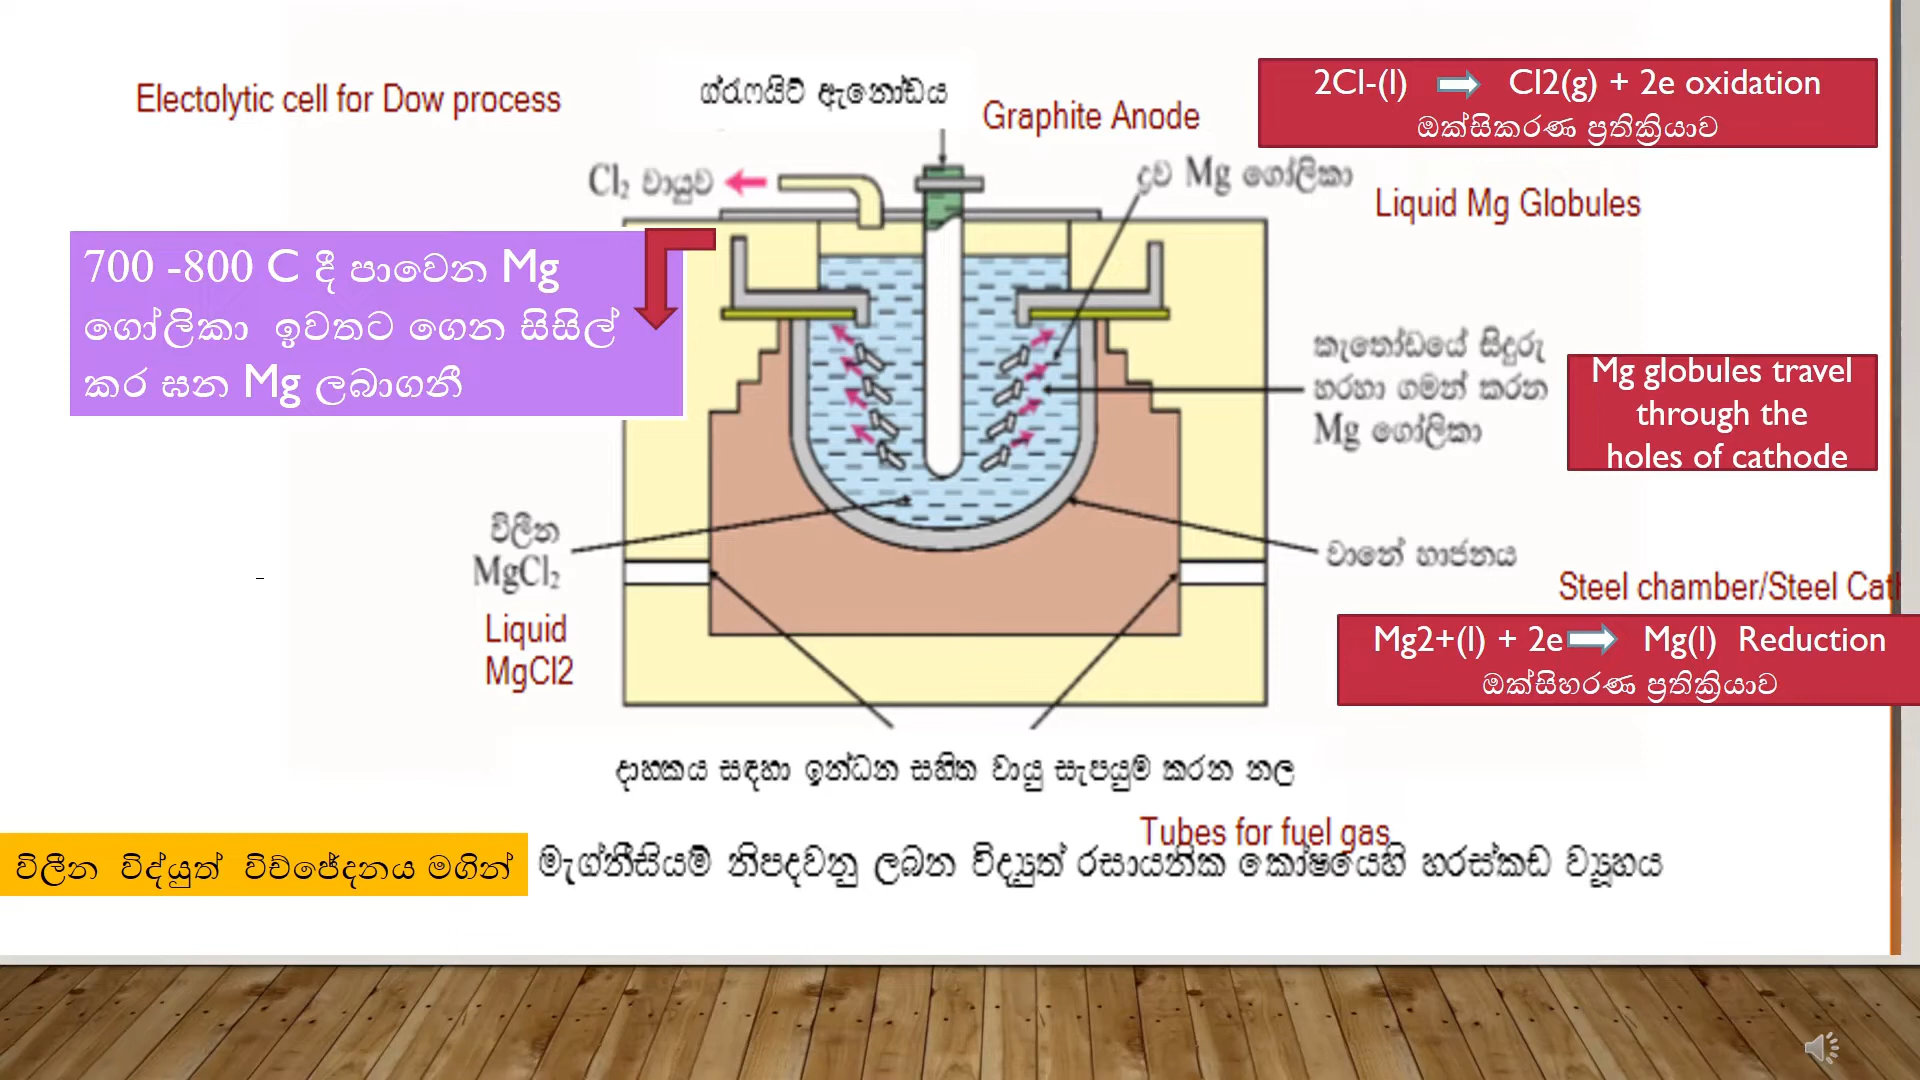 Electolytic cell for Dow process
ග්රැෆයිට් ඇනෝඩය
Graphite Anode
2Cl-(l) Cl2(g) + 2e oxidation
ඔක්සිකරණ ප්‍රතික්‍රියාව
Cl₂ වායුව
ද්‍රව Mg ගෝලිකා
Liquid Mg Globules
700 -800 C දී පාවෙන Mg
ගෝලිකා ඉවතට ගෙන සිසිල්
කර ඝන Mg ලබාගනී
කැතෝඩයේ සිදුරු
හරහා ගමන් කරන
Mg ගෝලිකා
Mg globules travel
through the
holes of cathode
විලීන
MgCl₂
Liquid
MgCl2
වානේ භාජනය
Steel chamber/Steel Cat
Mg2+(l) + 2e Mg(l) Reduction
ඔක්සිහරණ ප්‍රතික්‍රියාව
දාහකය සඳහා ඉන්ධන සහිත වායු සැපයුම් කරන නල
Tubes for fuel gas
විලීන විද්යුත් විච්ඡේදනය මගින් මැග්නීසියම් නිපදවනු ලබන විද්‍යුත් රසායනික කෝෂයෙහි හරස්කඩ ව්‍යූහය